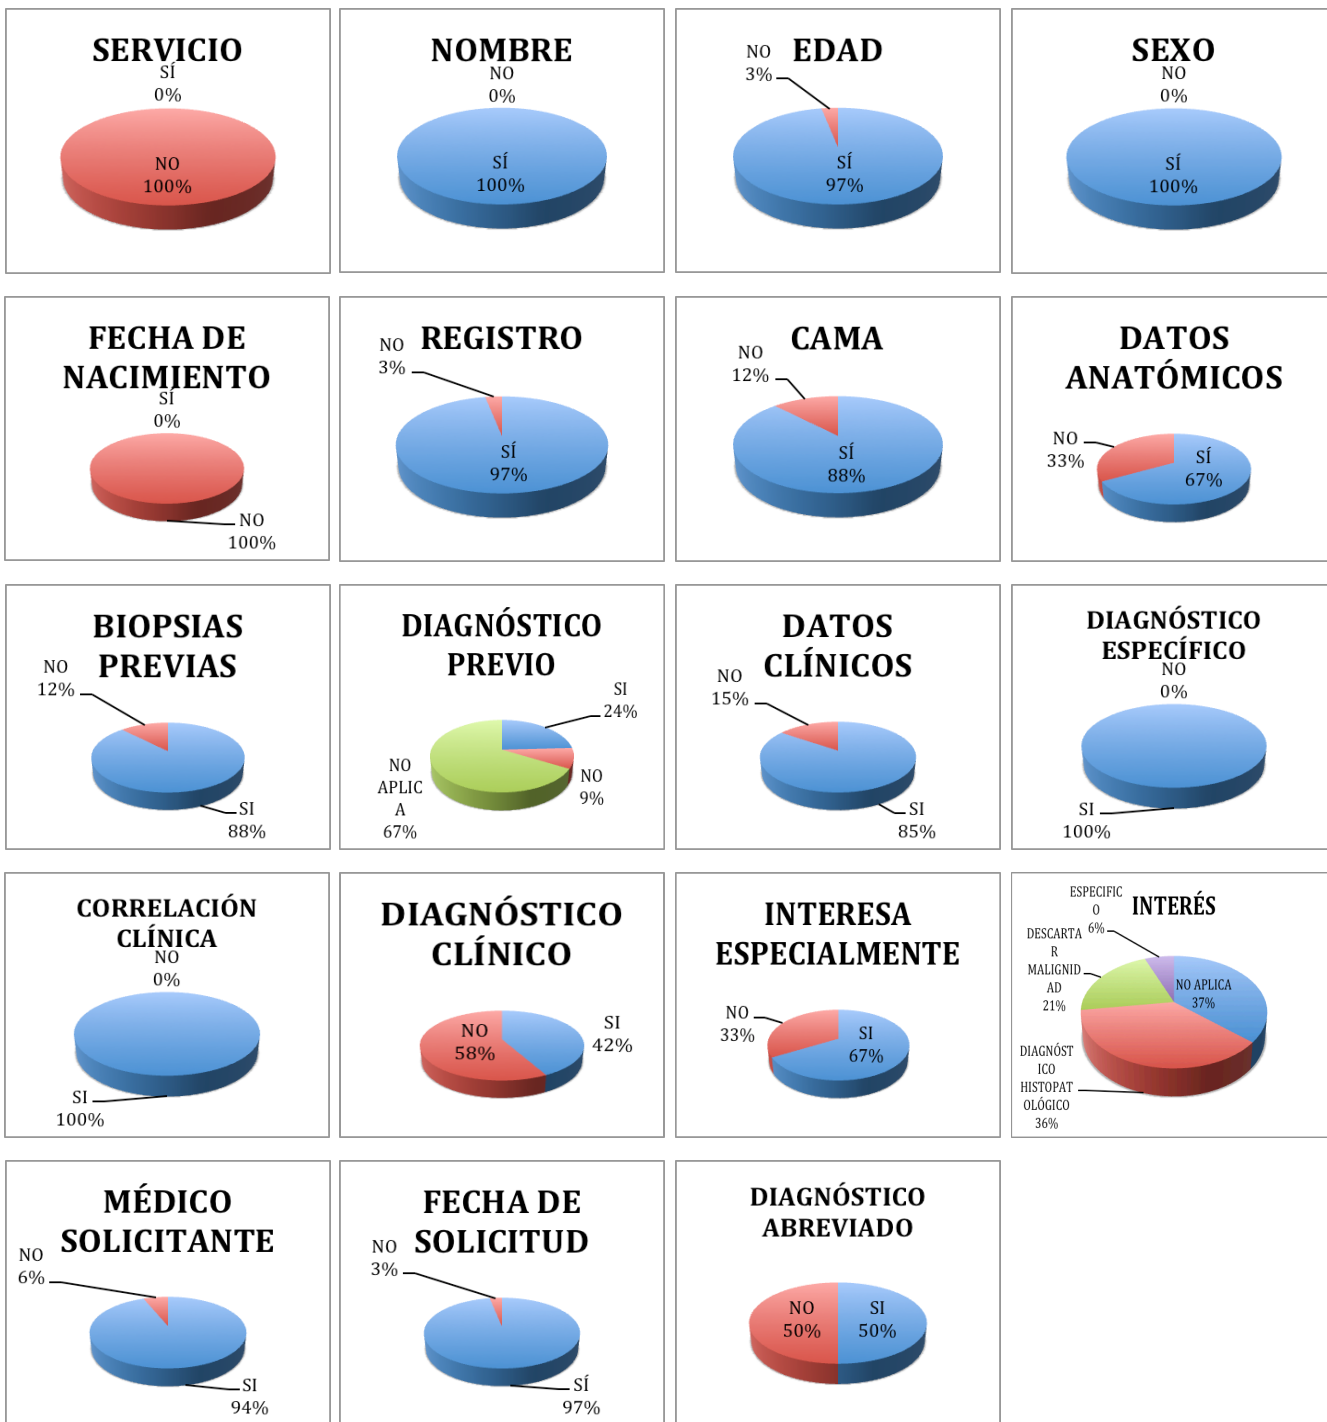 SERVICIO
SÍ
0%
NO
100%
NOMBRE
NO
0%
SÍ
100%
EDAD
NO
3%
SÍ
97%
SEXO
NO
0%
SÍ
100%
FECHA DE
NACIMIENTO
SÍ
0%
NO
100%
REGISTRO
NO
3%
SÍ
97%
CAMA
NO
12%
SÍ
88%
DATOS
ANATÓMICOS
NO
33%
SÍ
67%
BIOPSIAS
PREVIAS
NO
12%
SI
88%
DIAGNÓSTICO
PREVIO
SI
24%
NO
9%
NO
APLIC
A
67%
DATOS
CLÍNICOS
NO
15%
SI
85%
DIAGNÓSTICO
ESPECÍFICO
NO
0%
SI
100%
CORRELACIÓN
CLÍNICA
NO
0%
SI
100%
DIAGNÓSTICO
CLÍNICO
NO
58%
SI
42%
INTERESA
ESPECIALMENTE
NO
33%
SI
67%
INTERÉS
ESPECIFIC
O
6%
DESCARTA
R
MALIGNID
AD
21%
NO APLICA
37%
DIAGNÓST
ICO
HISTOPAT
OLÓGICO
36%
MÉDICO
SOLICITANTE
NO
6%
SI
94%
FECHA DE
SOLICITUD
NO
3%
SÍ
97%
DIAGNÓSTICO
ABREVIADO
NO
50%
SI
50%